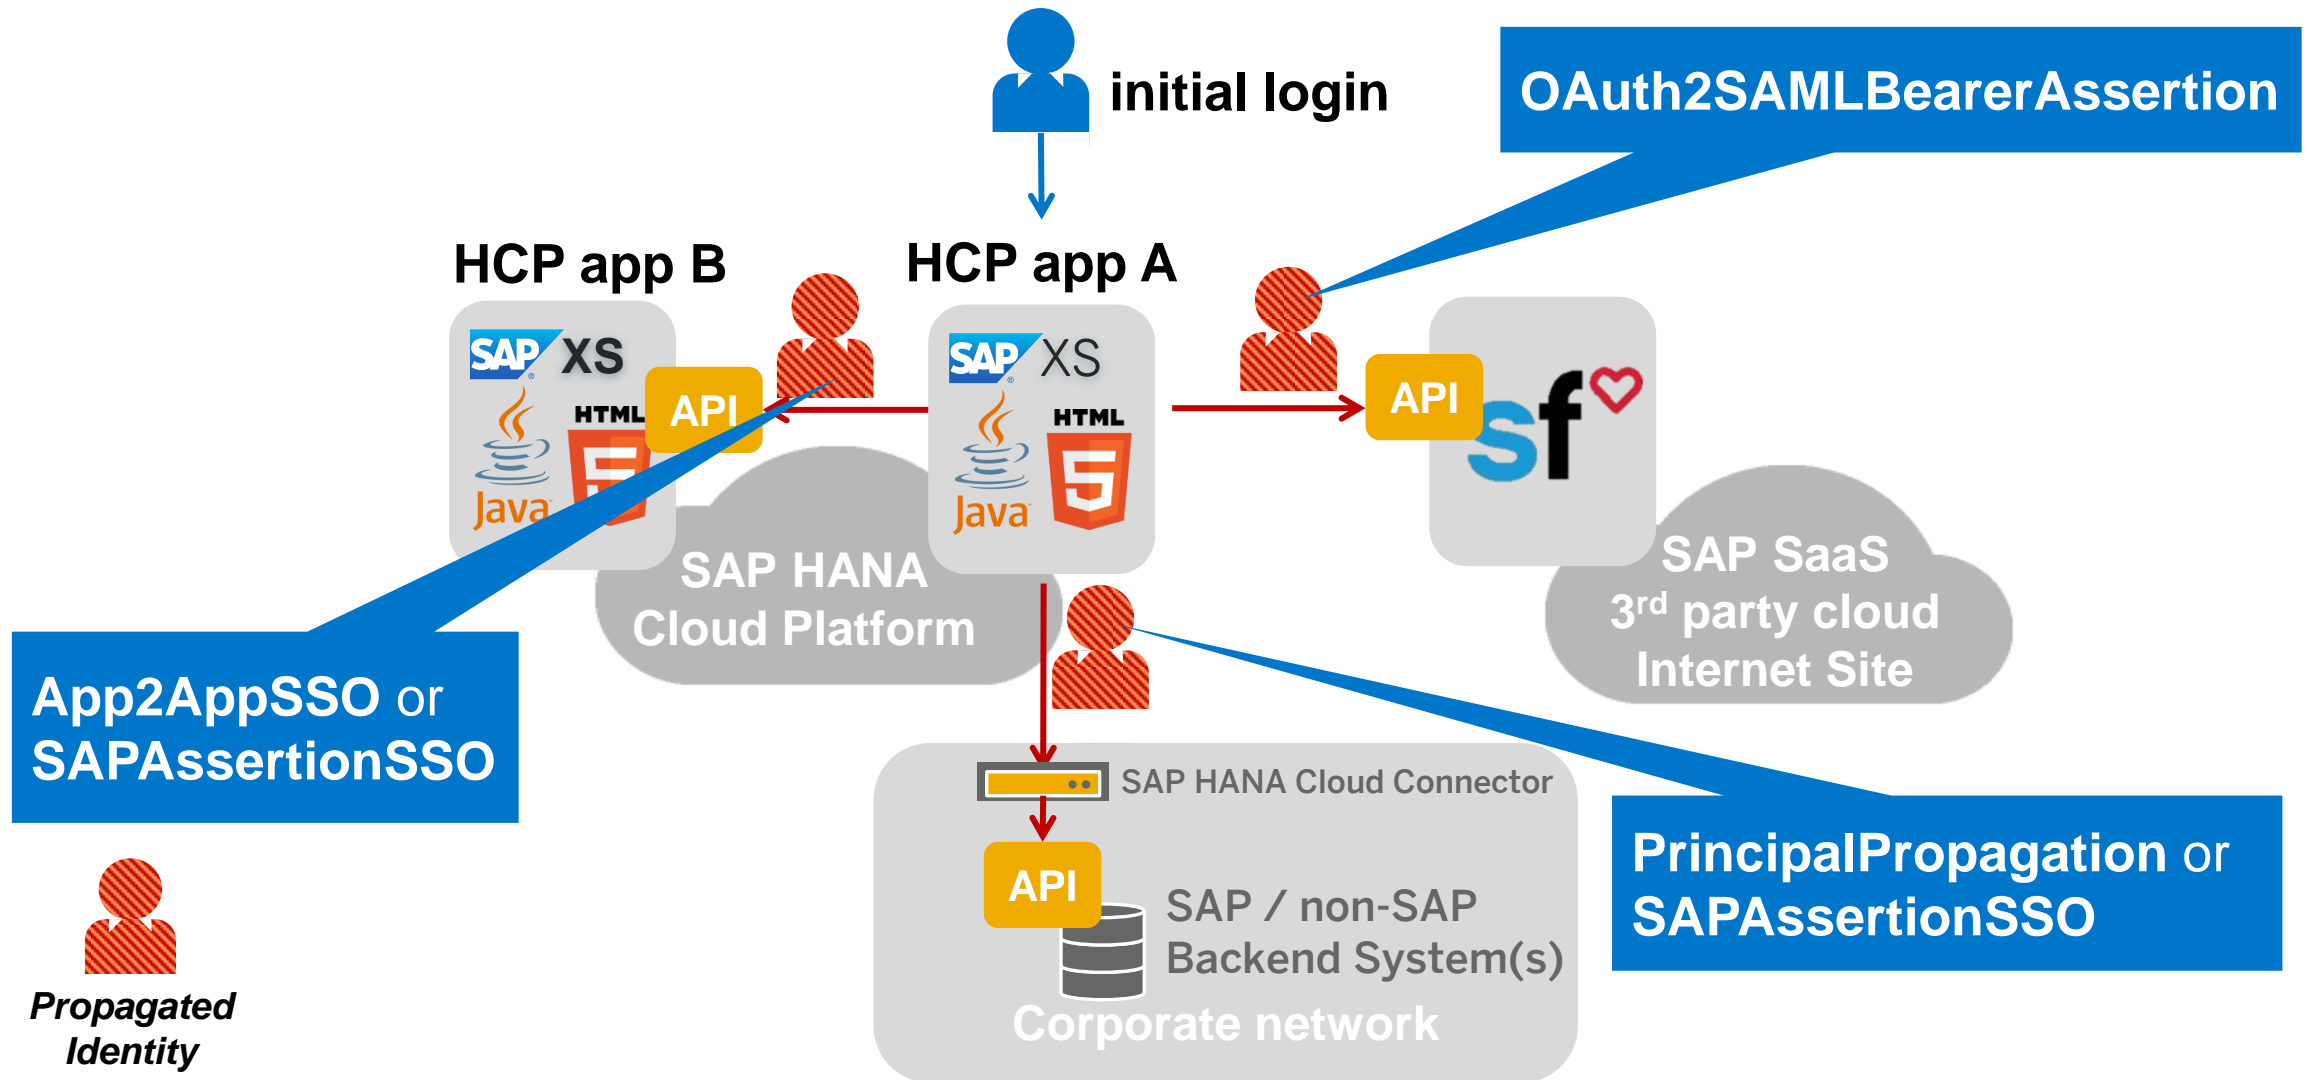 initial login
OAuth2SAMLBearerAssertion
HCP app B
HCP app A
SAP
®
XS
API
HTML
Java
SAP
®
XS
HTML
5
Java
API
sf
SAP HANA
Cloud Platform
SAP SaaS
3rd party cloud
Internet Site
App2AppSSO or
SAPAssertionSSO
SAP HANA Cloud Connector
API
SAP / non-SAP
Backend System(s)
Corporate network
PrincipalPropagation or
SAPAssertionSSO
Propagated
Identity